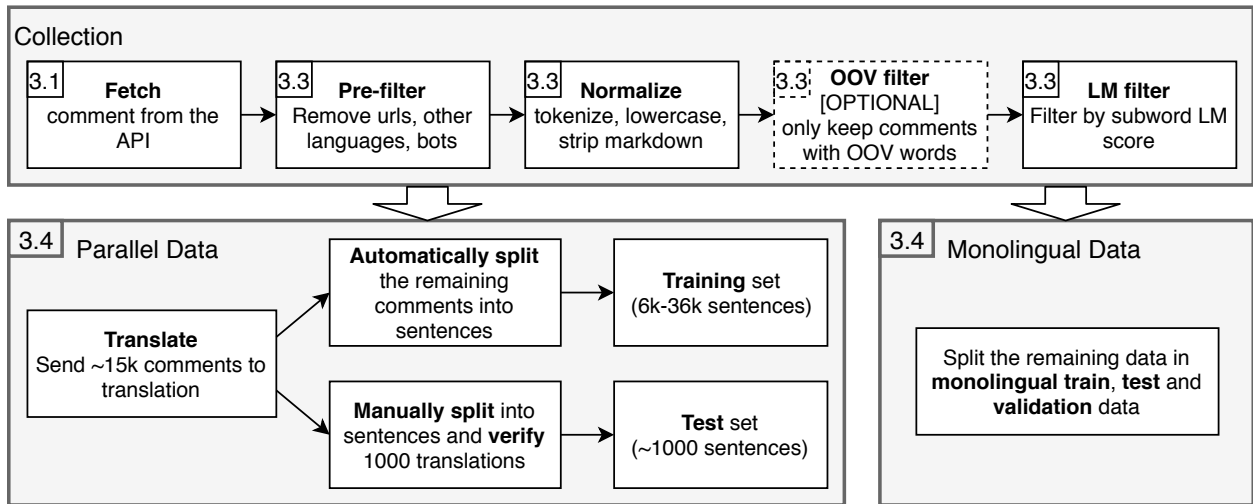 Collection
3.1
Fetch
comment from the
API
3.3
Pre-filter
Remove urls, other
languages, bots
3.3
Normalize
tokenize, lowercase,
strip markdown
3.3
OOV filter
[OPTIONAL]
only keep comments
with OOV words
3.3
LM filter
Filter by subword LM
score
3.4
Parallel Data
Translate
Send ~15k comments to
translation
Automatically split
the remaining
comments into
sentences
Training set
(6k-36k sentences)
Manually split into
sentences and verify
1000 translations
Test set
(~1000 sentences)
3.4
Monolingual Data
Split the remaining data in
monolingual train, test and
validation data